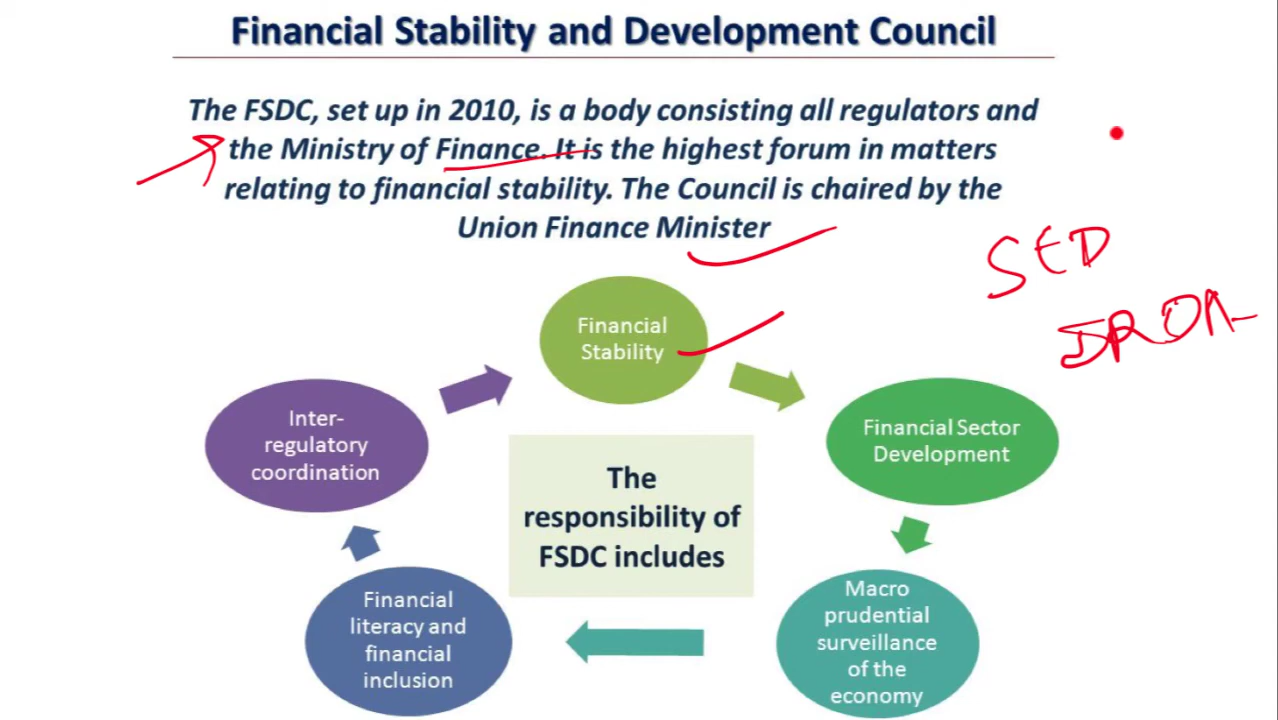 Financial Stability and Development Council
The FSDC, set up in 2010, is a body consisting all regulators and
the Ministry of Finance. It is the highest forum in matters
relating to financial stability. The Council is chaired by the
Union Finance Minister
Financial
Stability
Financial Sector
Development
Macro
prudential
surveillance
of the
economy
Financial
literacy and
financial
inclusion
Inter-
regulatory
coordination
The
responsibility of
FSDC includes